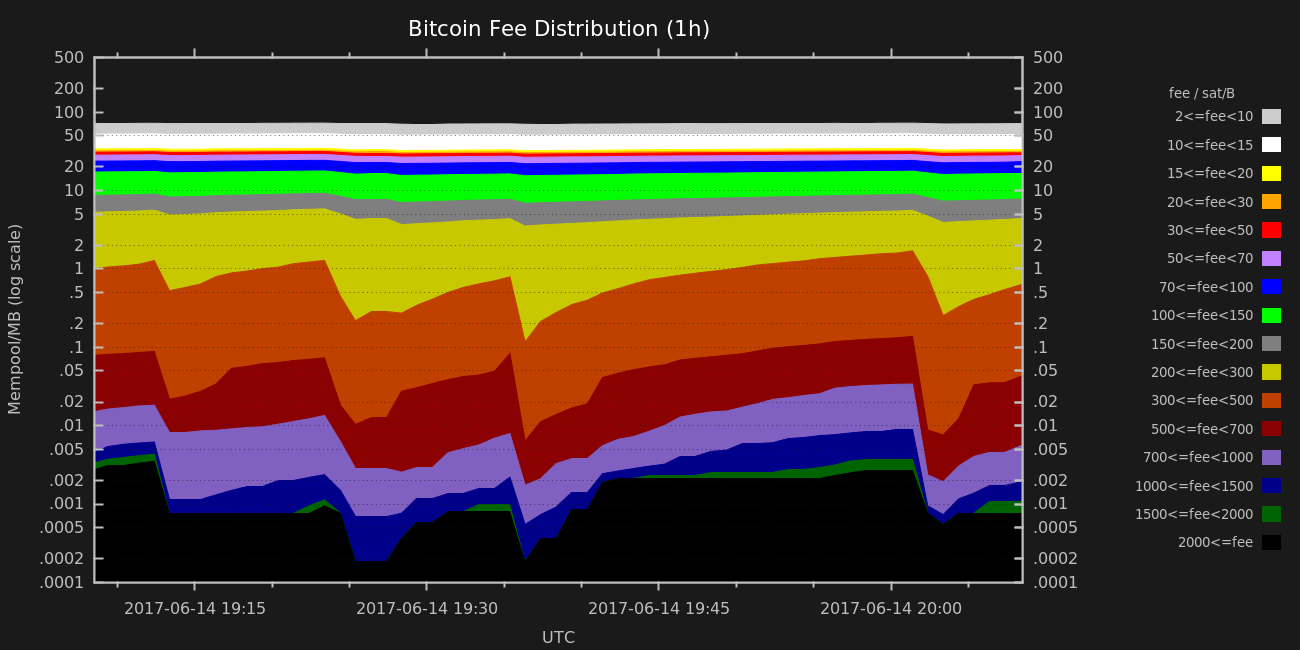 Bitcoin Fee Distribution (1h)
Mempool/MB (log scale)
500
200
100
50
20
10
5
2
1
.5
.2
.1
.05
.02
.01
.005
.002
.001
.0005
.0002
.0001
500
200
100
50
20
10
5
2
1
.5
.2
.1
.05
.02
.01
.005
.002
.001
.0005
.0002
.0001
2017-06-14 19:15 2017-06-14 19:30 2017-06-14 19:45 2017-06-14 20:00
UTC
fee / sat/B
2<=fee<10
10<=fee<15
15<=fee<20
20<=fee<30
30<=fee<50
50<=fee<70
70<=fee<100
100<=fee<150
150<=fee<200
200<=fee<300
300<=fee<500
500<=fee<700
700<=fee<1000
1000<=fee<1500
1500<=fee<2000
2000<=fee